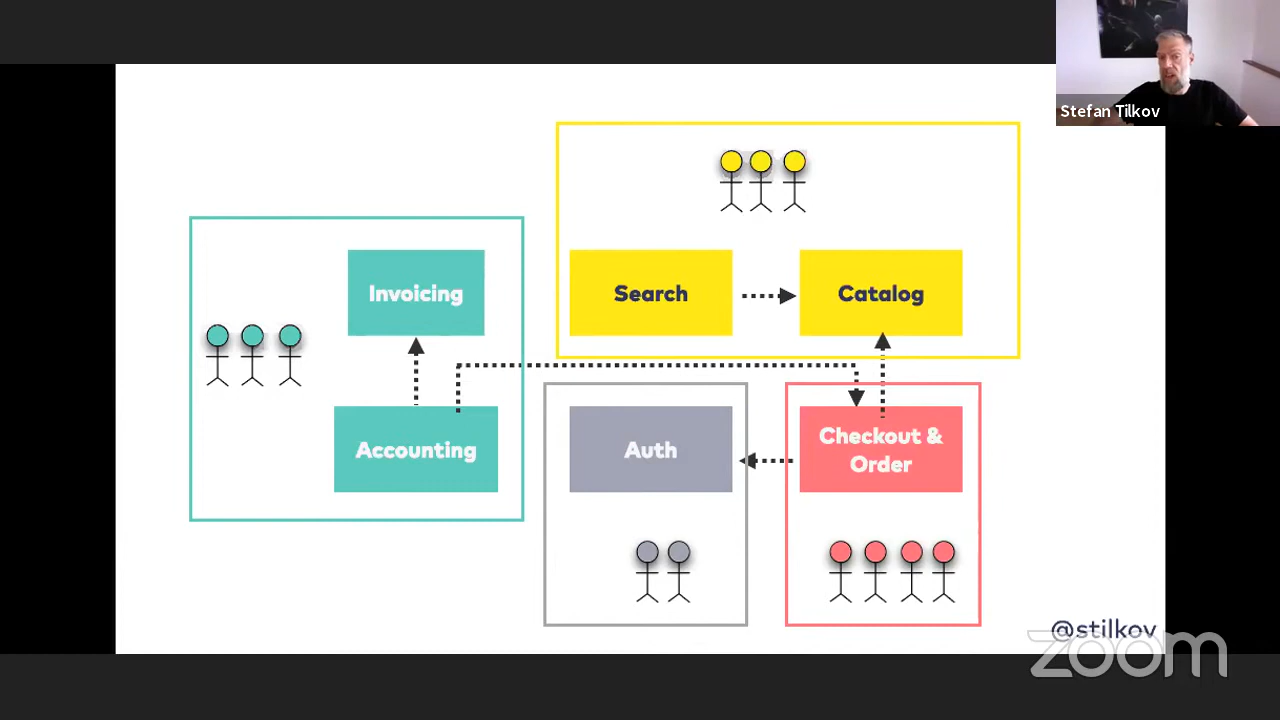 Stefan Tilkov
Invoicing
Search
Catalog
Accounting
Auth
Checkout &
Order
@stilkov
zoom